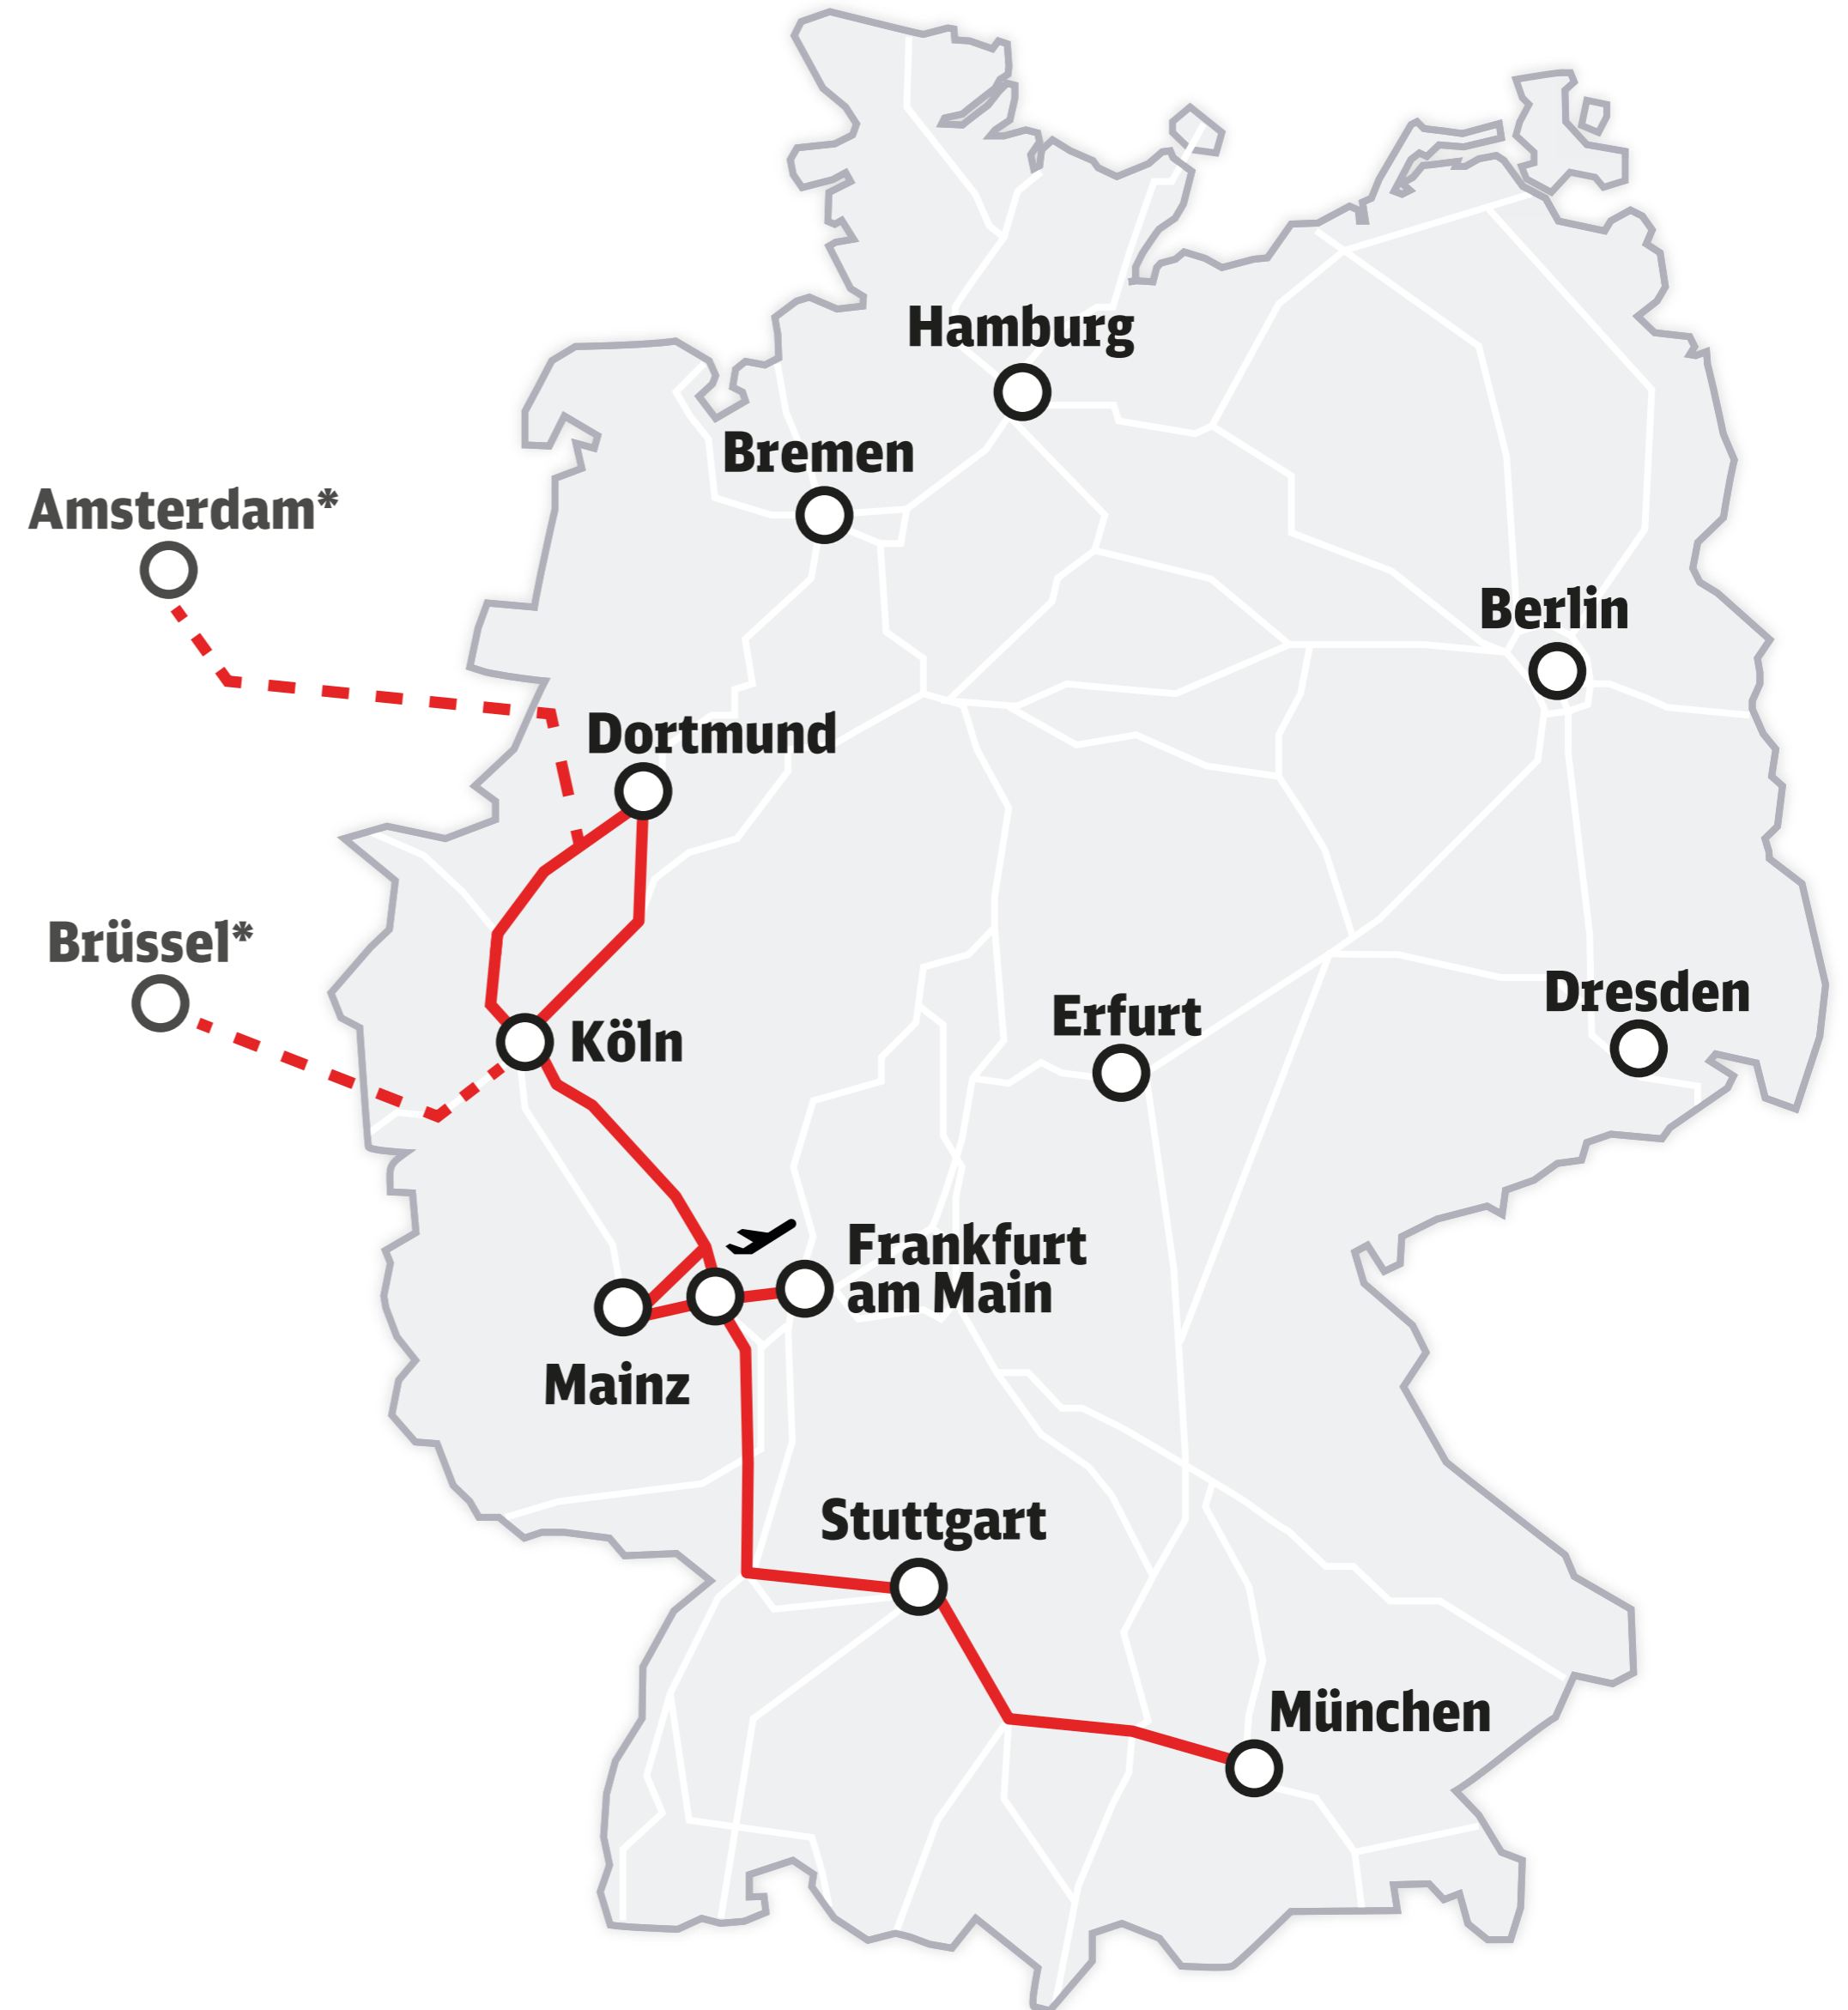 Hamburg
Bremen
Amsterdam*
Berlin
Dortmund
Brüssel*
Dresden
Erfurt
Köln
Frankfurt
am Main
Mainz
Stuttgart
München